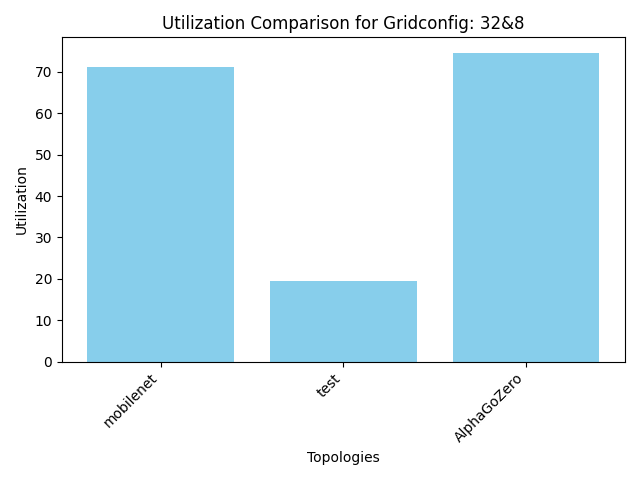 Utilization Comparison for Gridconfig: 32&8
Utilization
70
60
50
40
30
20
10
0
mobilenet
test
AlphaGoZero
Topologies